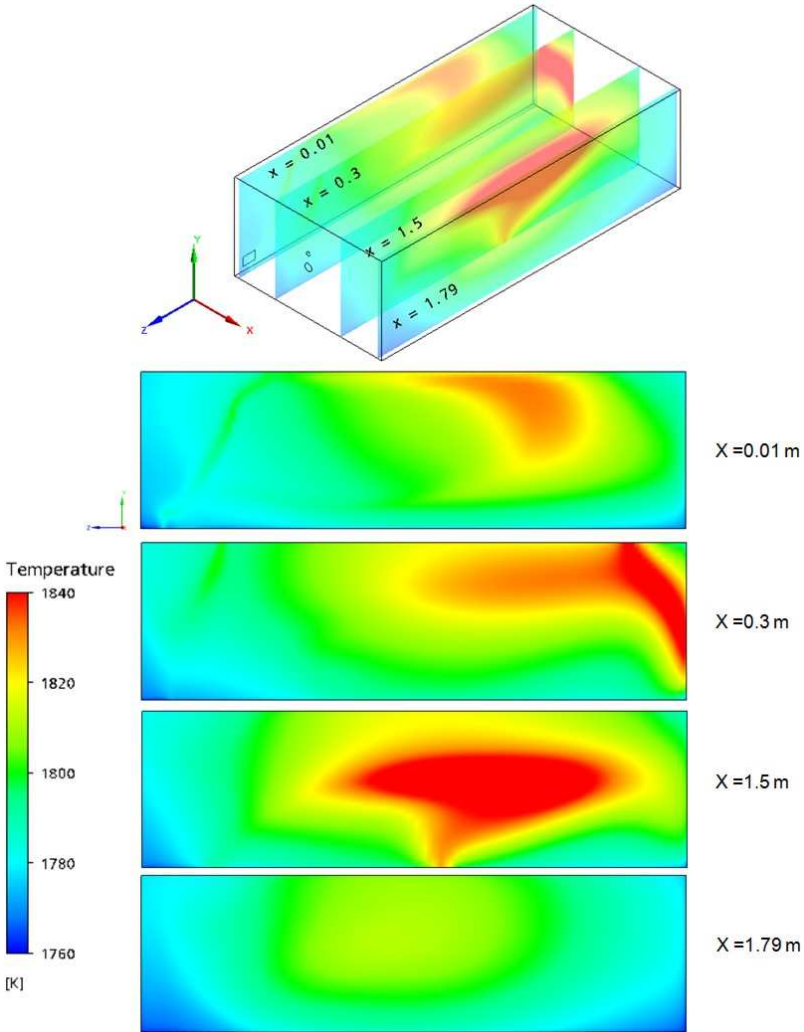 x = 0.01
x = 0.3
x = 1.5
x = 1.79
Y
Z
X
X =0.01 m
Y
Z
X
Temperature
1840
1820
1800
1780
1760
[K]
X =0.3 m
X =1.5 m
X =1.79 m